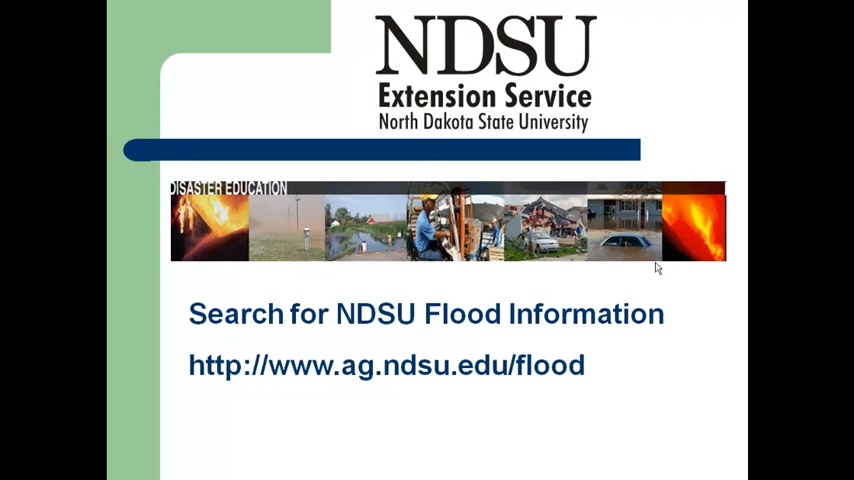 NDSU
Extension Service
North Dakota State University
DISASTER EDUCATION
Search for NDSU Flood Information
http://www.ag.ndsu.edu/flood